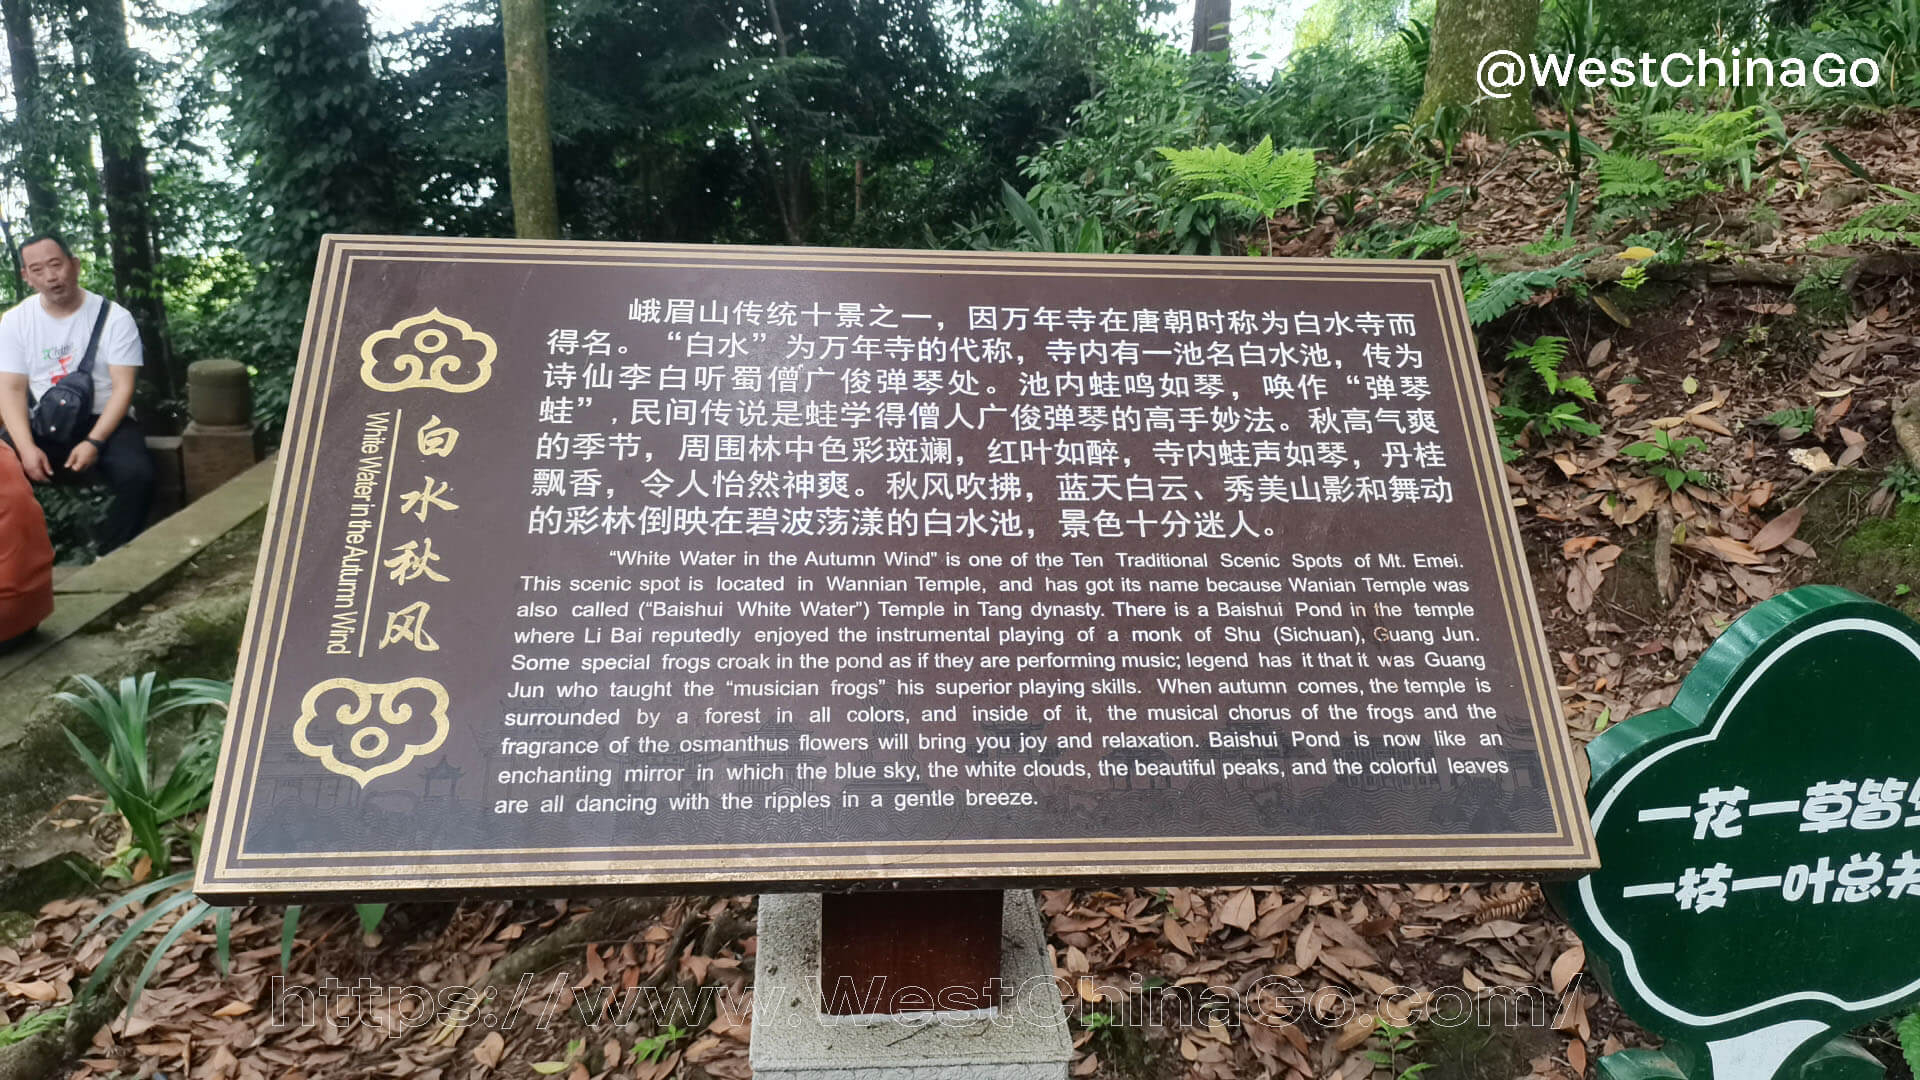 @WestChinaGo
白水秋风
White Water in the Autumn Wind
峨眉山传统十景之一，因万年寺在唐朝时称为白水寺而
得名。“白水”为万年寺的代称，寺内有一池名白水池，传为
诗仙李白听蜀僧广俊弹琴处。池内蛙鸣如琴，唤作“弹琴
蛙”，民间传说是蛙学得僧人广俊弹琴的高手妙法。秋高气爽
的季节，周围林中色彩斑斓，红叶如醉，寺内蛙声如琴，丹桂
飘香，令人怡然神爽。秋风吹拂，蓝天白云、秀美山影和舞动
的彩林倒映在碧波荡漾的白水池，景色十分迷人。
“White Water in the Autumn Wind” is one of the Ten Traditional Scenic Spots of Mt. Emei.
This scenic spot is located in Wannian Temple, and has got its name because Wanian Temple was
also called (“Baishui White Water”) Temple in Tang dynasty. There is a Baishui Pond in the temple
where Li Bai reputedly enjoyed the instrumental playing of a monk of Shu (Sichuan), Guang Jun.
Some special frogs croak in the pond as if they are performing music; legend has it that it was Guang
Jun who taught the “musician frogs” his superior playing skills. When autumn comes, the temple is
surrounded by a forest in all colors, and inside of it, the musical chorus of the frogs and the
fragrance of the osmanthus flowers will bring you joy and relaxation. Baishui Pond is now like an
enchanting mirror in which the blue sky, the white clouds, the beautiful peaks, and the colorful leaves
are all dancing with the ripples in a gentle breeze.
一花一草皆
一枝一叶总
https://www.WestChinaGo.com/